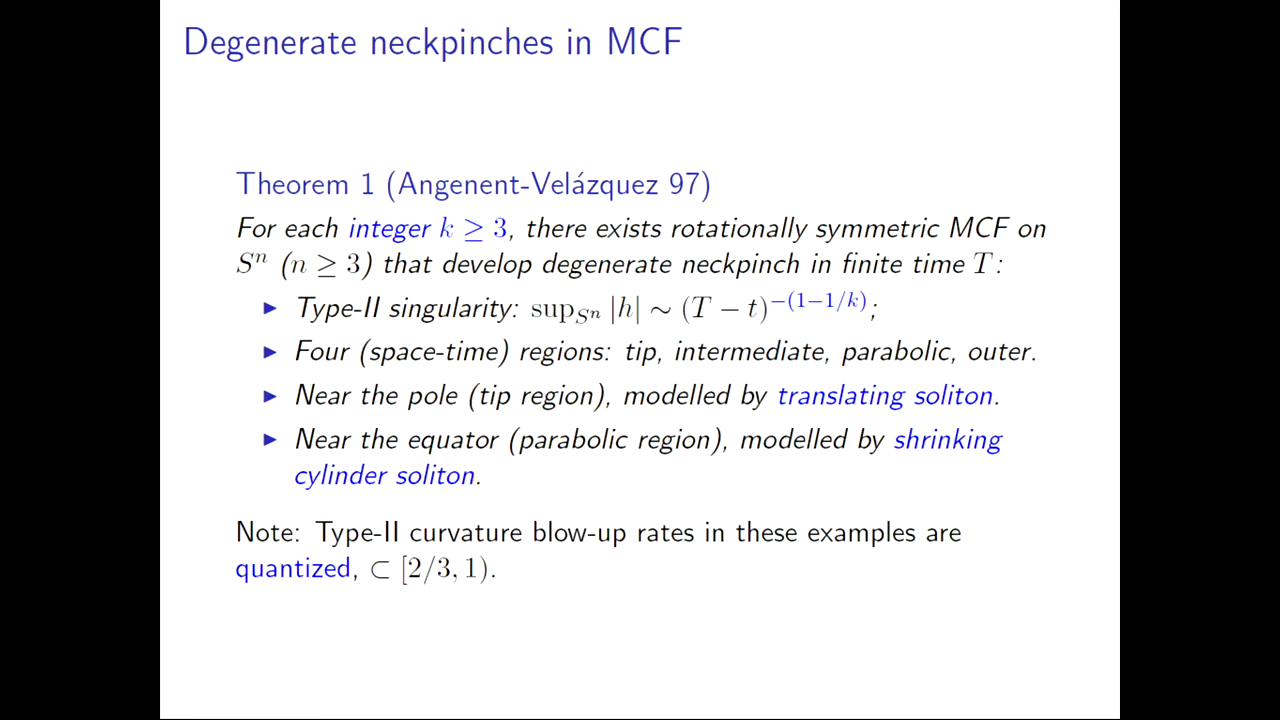 Degenerate neckpinches in MCF
Theorem 1 (Angenent-Velázquez 97)
For each integer k ≥ 3, there exists rotationally symmetric MCF on
Sⁿ (n ≥ 3) that develop degenerate neckpinch in finite time T:
▶ Type-II singularity: sup_{Sⁿ} |h| ∼ (T − t)^{−(1−1/k)};
▶ Four (space-time) regions: tip, intermediate, parabolic, outer.
▶ Near the pole (tip region), modelled by translating soliton.
▶ Near the equator (parabolic region), modelled by shrinking
cylinder soliton.
Note: Type-II curvature blow-up rates in these examples are
quantized, ⊂ [2/3, 1).